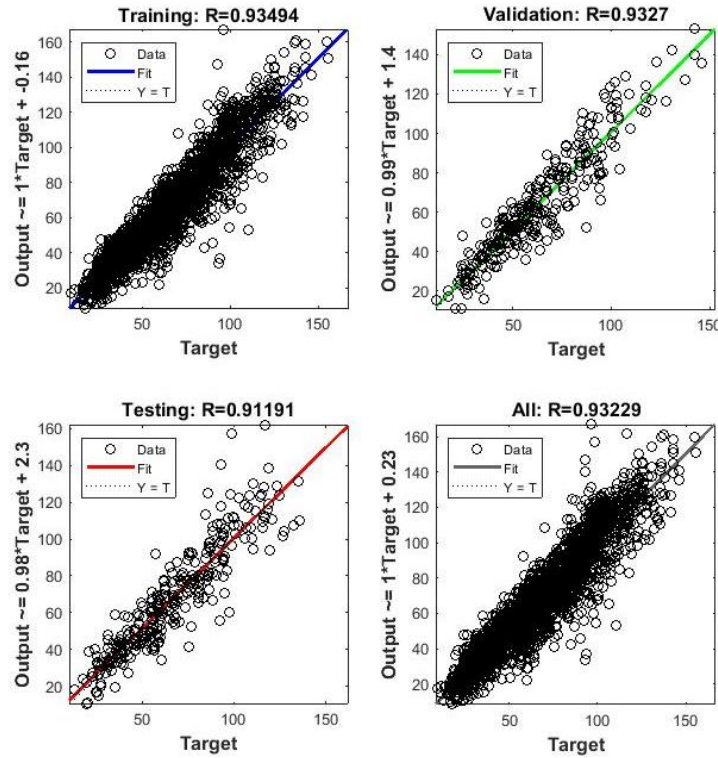 Training: R=0.93494
Output ~= 1*Target + -0.16
160
140
120
100
80
60
40
20
Data
Fit
Y = T
50
100
150
Target
Validation: R=0.9327
Output ~= 0.99*Target + 1.4
140
120
100
80
60
40
20
Data
Fit
Y = T
50
100
150
Target
Testing: R=0.91191
Output ~= 0.98*Target + 2.3
160
140
120
100
80
60
40
20
Data
Fit
Y = T
50
100
150
Target
All: R=0.93229
Output ~= 1*Target + 0.23
160
140
120
100
80
60
40
20
Data
Fit
Y = T
50
100
150
Target